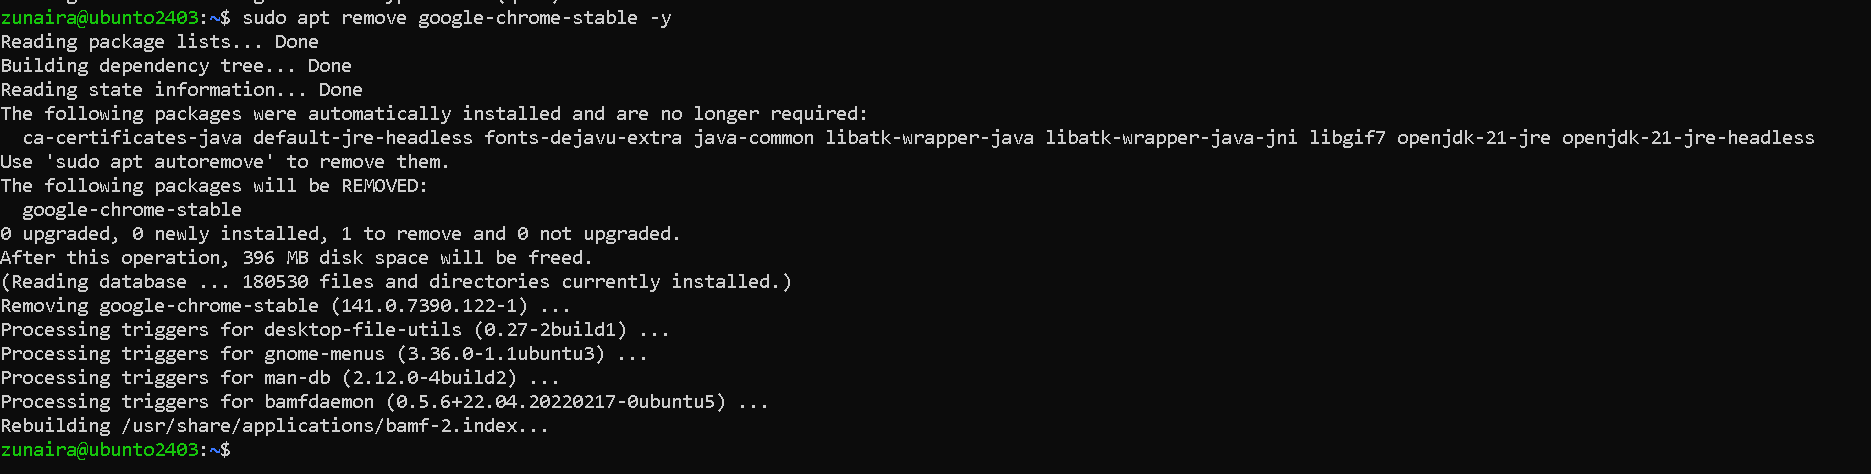 zunaira@ubunto2403:~$ sudo apt remove google-chrome-stable -y
Reading package lists... Done
Building dependency tree... Done
Reading state information... Done
The following packages were automatically installed and are no longer required:
  ca-certificates-java default-jre-headless fonts-dejavu-extra java-common libatk-wrapper-java libatk-wrapper-java-jni libgif7 openjdk-21-jre openjdk-21-jre-headless
Use 'sudo apt autoremove' to remove them.
The following packages will be REMOVED:
  google-chrome-stable
0 upgraded, 0 newly installed, 1 to remove and 0 not upgraded.
After this operation, 396 MB disk space will be freed.
(Reading database ... 180530 files and directories currently installed.)
Removing google-chrome-stable (141.0.7390.122-1) ...
Processing triggers for desktop-file-utils (0.27-2build1) ...
Processing triggers for gnome-menus (3.36.0-1.1ubuntu3) ...
Processing triggers for man-db (2.12.0-4build2) ...
Processing triggers for bamfdaemon (0.5.6+22.04.20220217-0ubuntu5) ...
Rebuilding /usr/share/applications/bamf-2.index...
zunaira@ubunto2403:~$